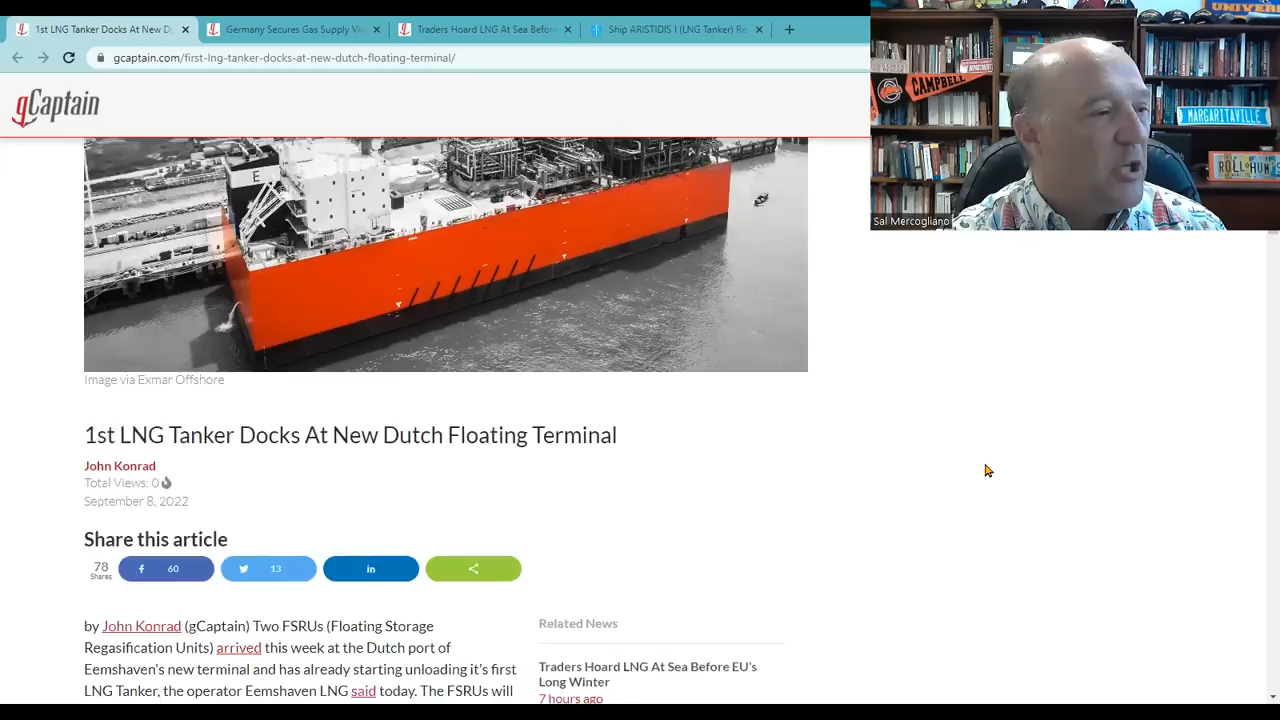 1st LNG Tanker Docks At New Du
Germany Secures Gas Supply Via
Traders Hoard LNG At Sea Before
Ship ARISTIDIS I (LNG Tanker) Re
gcaptain.com/first-lng-tanker-docks-at-new-dutch-floating-terminal/
gCaptain
E
CAMPBELL
MARGARITAVILLE
Sal Mercogliano
Image via Exmar Offshore
1st LNG Tanker Docks At New Dutch Floating Terminal
John Konrad
Total Views: 0
September 8, 2022
Share this article
78
Shares
60
13
in
by John Konrad (gCaptain) Two FSRUs (Floating Storage
Regasification Units) arrived this week at the Dutch port of
Eemshaven's new terminal and has already starting unloading it's first
LNG Tanker, the operator Eemshaven LNG said today. The FSRUs will
Related News
Traders Hoard LNG At Sea Before EU's
Long Winter
7 hours ago